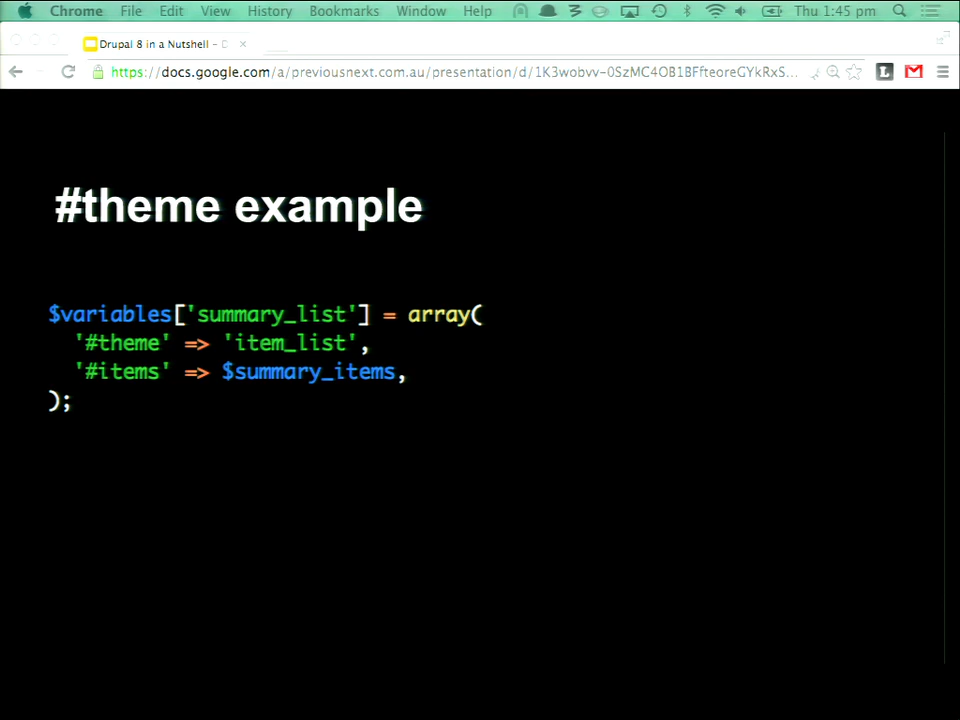 Chrome File Edit View History Bookmarks Window Help Thu 1:45 pm
Drupal 8 in a Nutshell -
https://docs.google.com/a/previousnext.com.au/presentation/d/1K3wobvv-0SzMC4OB1BFfteoreGYkRxS...
#theme example
$variables['summary_list'] = array(
'#theme' => 'item_list',
'#items' => $summary_items,
);